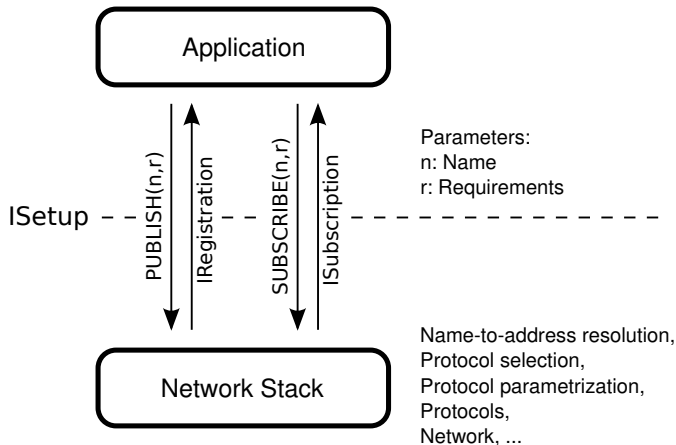 Application
PUBLISH(n,r)
IRegistration
SUBSCRIBE(n,r)
ISubscription
Parameters:
n: Name
r: Requirements
ISetup
Network Stack
Name-to-address resolution,
Protocol selection,
Protocol parametrization,
Protocols,
Network, ...